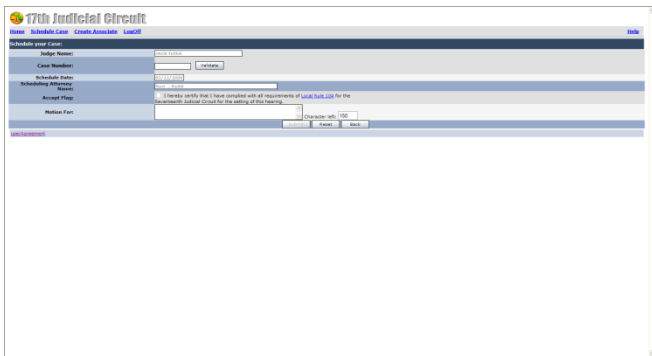 17th Judicial Circuit
Home Schedule Case Create Associate LogOff Help
Schedule your Case:
Judge Name:
Case Number: Validate
Schedule Date:
Scheduling Attorney Name:
Accept Flag: I hereby certify that I have complied with all requirements of Local Rule 10A for the
Seventeenth Judicial Circuit for the setting of this hearing.
Motion For: Character left: 100
Submit Reset Back
UserAgreement